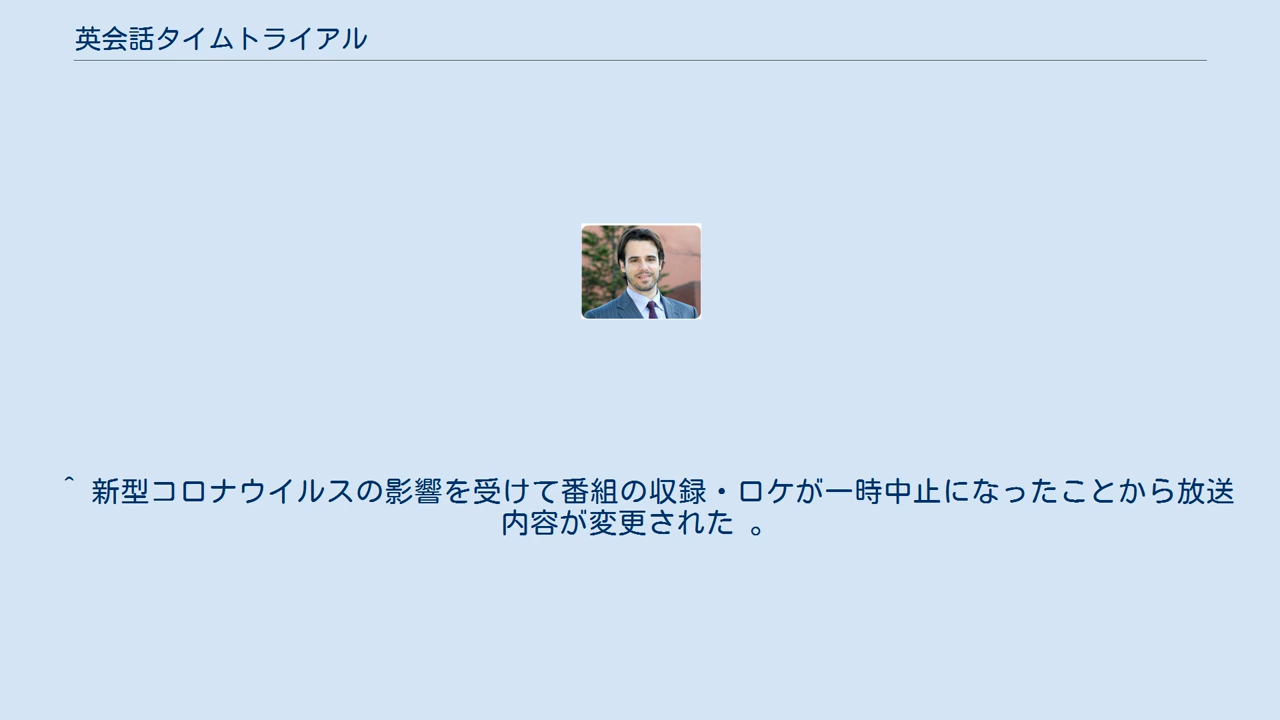 英会話タイムトライアル
^ 新型コロナウイルスの影響を受けて番組の収録・ロケが一時中止になったことから放送
内容が変更された 。